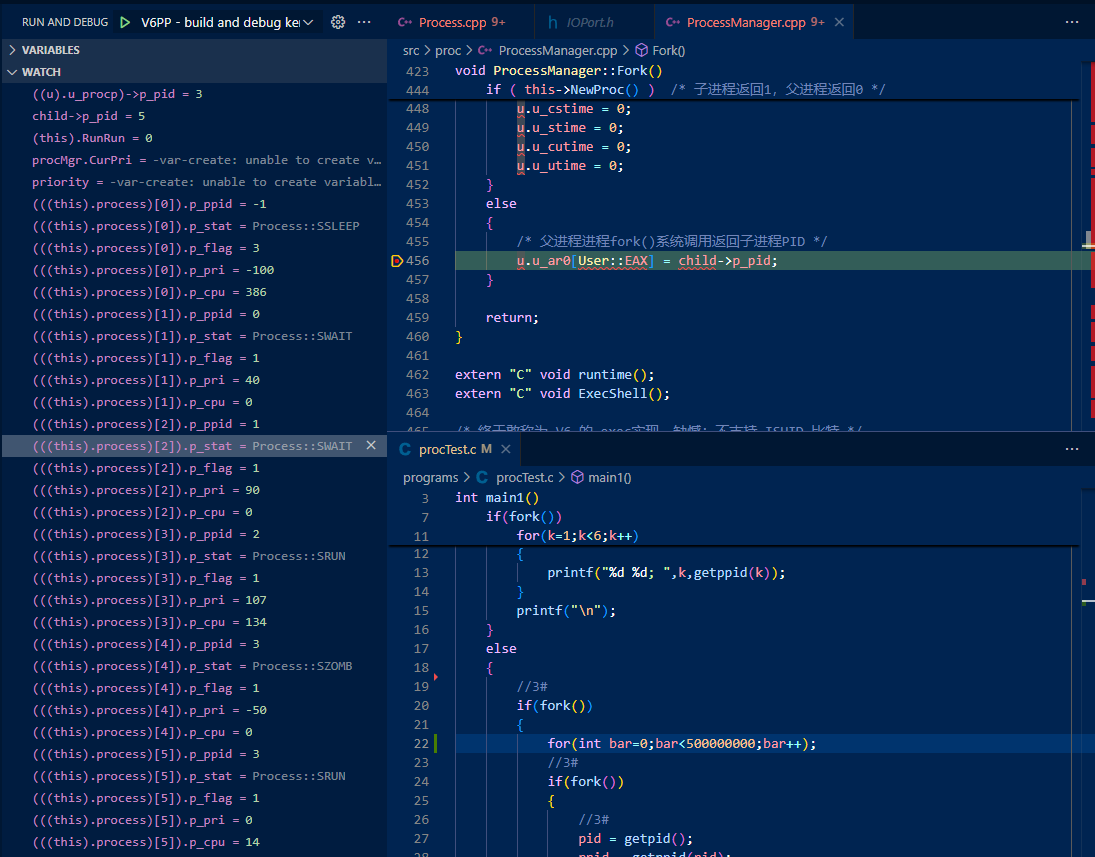 RUN AND DEBUG V6PP - build and debug ker
VARIABLES
WATCH
((u).u_procp)->p_pid = 3
child->p_pid = 5
(this).RunRun = 0
procMgr.CurPri = -var-create: unable to create v…
priority = -var-create: unable to create variabl…
(((this).process)[0]).p_ppid = -1
(((this).process)[0]).p_stat = Process::SSLEEP
(((this).process)[0]).p_flag = 3
(((this).process)[0]).p_pri = -100
(((this).process)[0]).p_cpu = 386
(((this).process)[1]).p_ppid = 0
(((this).process)[1]).p_stat = Process::SWAIT
(((this).process)[1]).p_flag = 1
(((this).process)[1]).p_pri = 40
(((this).process)[1]).p_cpu = 0
(((this).process)[2]).p_ppid = 1
(((this).process)[2]).p_stat = Process::SWAIT
(((this).process)[2]).p_flag = 1
(((this).process)[2]).p_pri = 90
(((this).process)[2]).p_cpu = 0
(((this).process)[3]).p_ppid = 2
(((this).process)[3]).p_stat = Process::SRUN
(((this).process)[3]).p_flag = 1
(((this).process)[3]).p_pri = 107
(((this).process)[3]).p_cpu = 134
(((this).process)[4]).p_ppid = 3
(((this).process)[4]).p_stat = Process::SZOMB
(((this).process)[4]).p_flag = 1
(((this).process)[4]).p_pri = -50
(((this).process)[4]).p_cpu = 0
(((this).process)[5]).p_ppid = 3
(((this).process)[5]).p_stat = Process::SRUN
(((this).process)[5]).p_flag = 1
(((this).process)[5]).p_pri = 0
(((this).process)[5]).p_cpu = 14
Process.cpp 9+ IOPort.h ProcessManager.cpp 9+
src > proc > ProcessManager.cpp > Fork()
423 void ProcessManager::Fork()
444 if ( this->NewProc() ) /* 子进程返回1，父进程返回0 */
448 u.u_cstime = 0;
449 u.u_stime = 0;
450 u.u_cutime = 0;
451 u.u_utime = 0;
452 }
453 else
454 {
455 /* 父进程进程fork()系统调用返回子进程PID */
456 u.u_ar0[User::EAX] = child->p_pid;
457 }
458
459 return;
460 }
461
462 extern "C" void runtime();
463 extern "C" void ExecShell();
464
procTest.c M
programs > procTest.c > main1()
3 int main1()
7 if(fork())
11 for(k=1;k<6;k++)
12 {
13 printf("%d %d; ",k,getppid(k));
14 }
15 printf("\n");
16 }
17 else
18 {
19 //3#
20 if(fork())
21 {
22 for(int bar=0;bar<500000000;bar++);
23 //3#
24 if(fork())
25 {
26 //3#
27 pid = getpid();